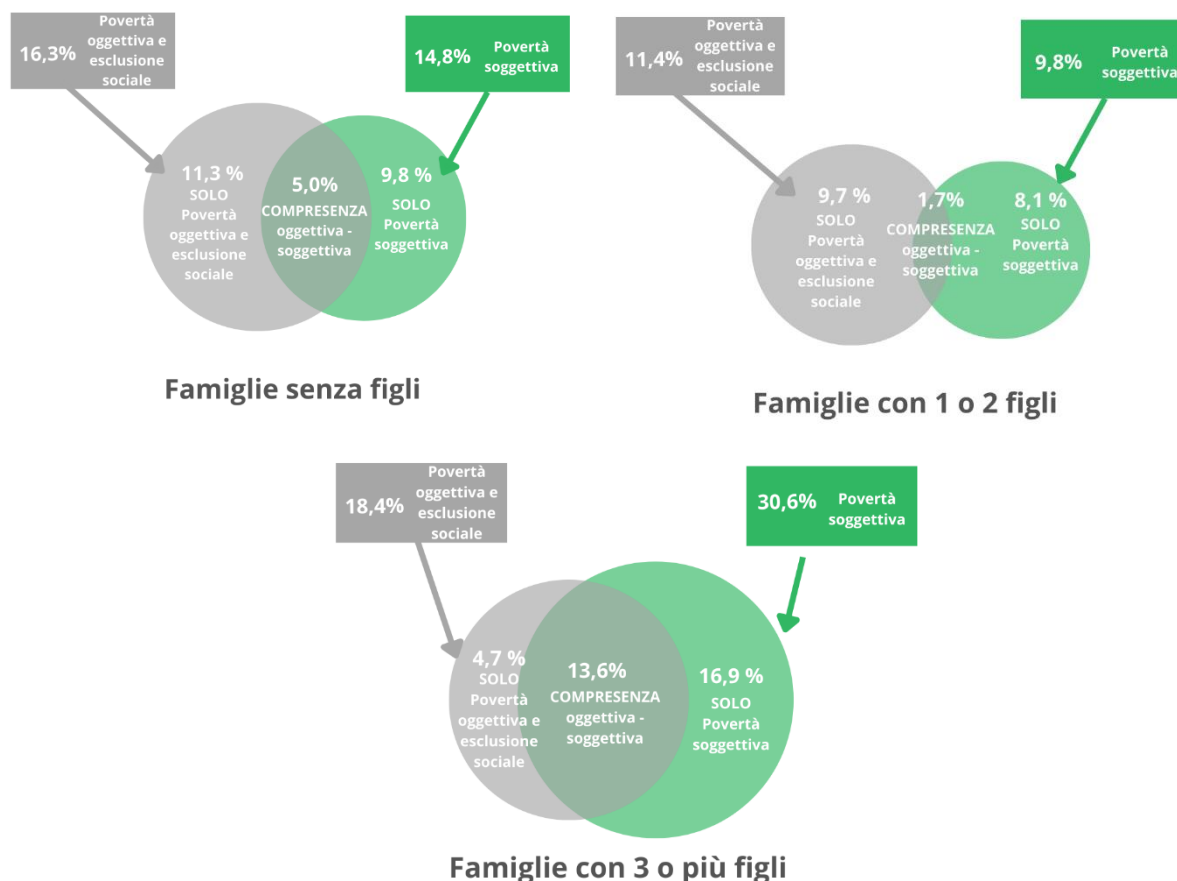 16,3%
Povertà
oggettiva e
esclusione
sociale
14,8%
Povertà
soggettiva
11,3 %
SOLO
Povertà
oggettiva e
esclusione
sociale
5,0%
COMPRESENZA
oggettiva -
soggettiva
9,8 %
SOLO
Povertà
soggettiva
Famiglie senza figli
11,4%
Povertà
oggettiva e
esclusione
sociale
9,8%
Povertà
soggettiva
9,7 %
SOLO
Povertà
oggettiva e
esclusione
sociale
1,7%
COMPRESENZA
oggettiva -
soggettiva
8,1 %
SOLO
Povertà
soggettiva
Famiglie con 1 o 2 figli
18,4%
Povertà
oggettiva e
esclusione
sociale
30,6%
Povertà
soggettiva
4,7 %
SOLO
Povertà
oggettiva e
esclusione
sociale
13,6%
COMPRESENZA
oggettiva -
soggettiva
16,9 %
SOLO
Povertà
soggettiva
Famiglie con 3 o più figli